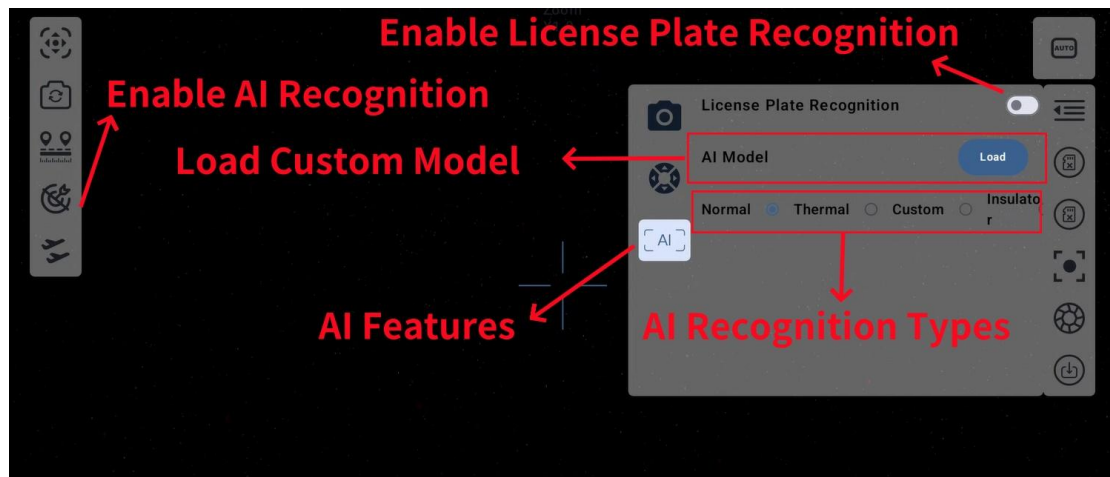 Zoom
Enable License Plate Recognition
AUTO
Enable AI Recognition
License Plate Recognition
Load Custom Model
AI Model
Load
Normal
Thermal
Custom
Insulato
r
AI
AI Features
AI Recognition Types